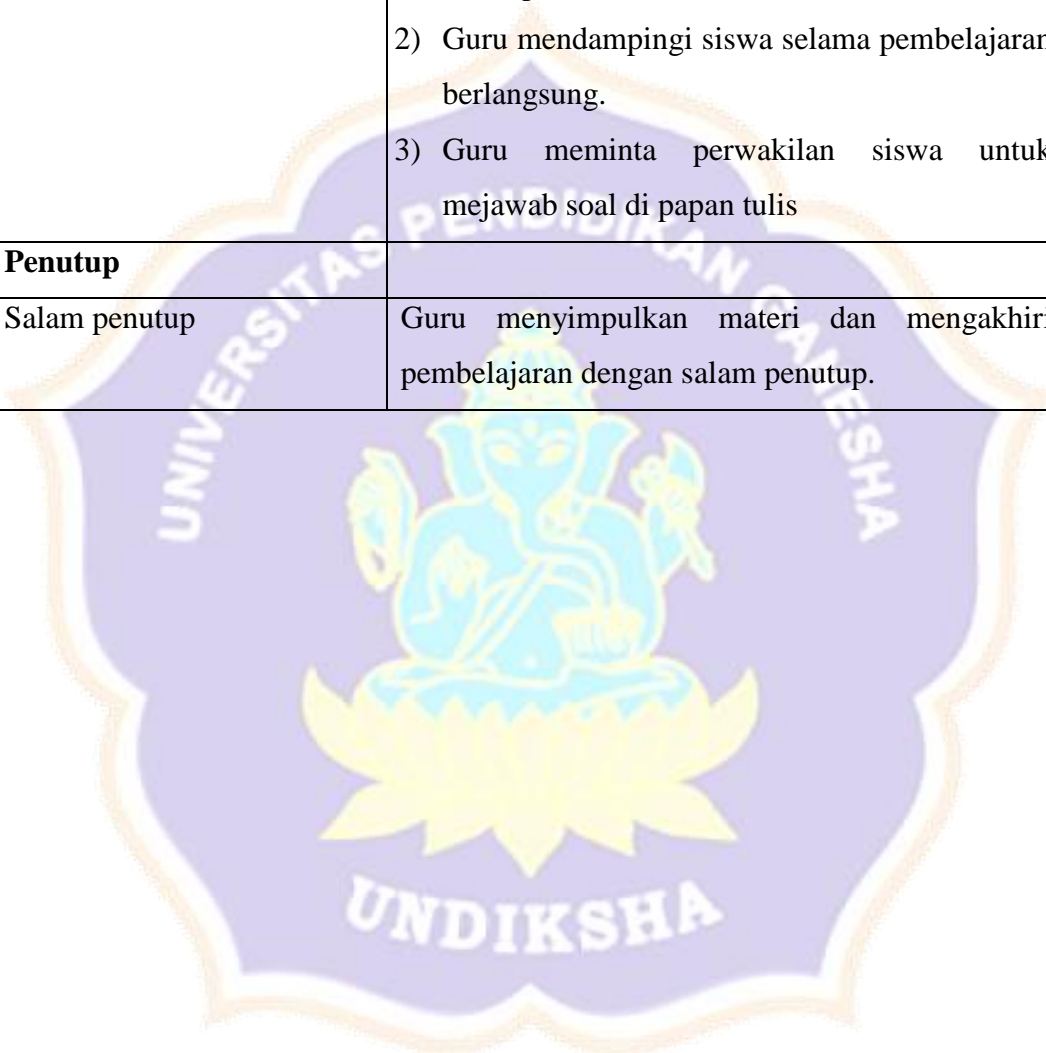 2) Guru mendampingi siswa selama pembelajaran
berlangsung.
3) Guru meminta perwakilan siswa untuk
mejawab soal di papan tulis
Penutup
Salam penutup Guru menyimpulkan materi dan mengakhiri
pembelajaran dengan salam penutup.
UNIVERSITAS PENDIDIKAN GANESHA
UNDIKSHA